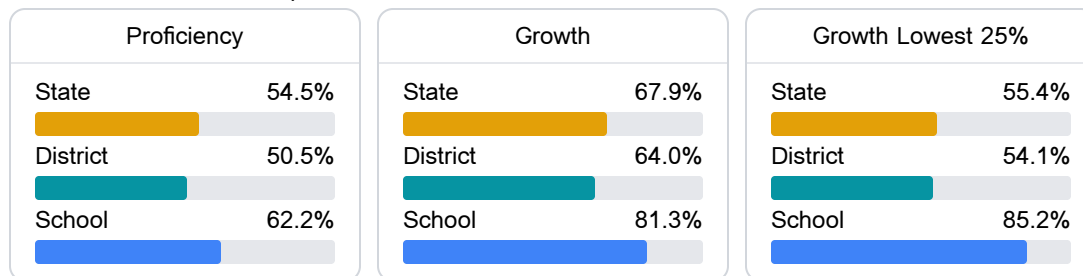 Proficiency
State 54.5%
District 50.5%
School 62.2%
Growth
State 67.9%
District 64.0%
School 81.3%
Growth Lowest 25%
State 55.4%
District 54.1%
School 85.2%